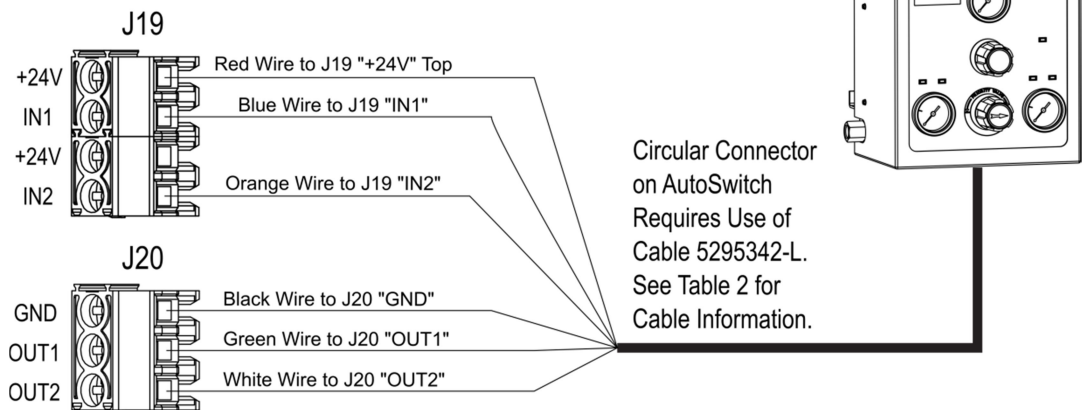 J19
+24V
IN1
+24V
IN2
Red Wire to J19 "+24V" Top
Blue Wire to J19 "IN1"
Orange Wire to J19 "IN2"
J20
GND
OUT1
OUT2
Black Wire to J20 "GND"
Green Wire to J20 "OUT1"
White Wire to J20 "OUT2"
Circular Connector
on AutoSwitch
Requires Use of
Cable 5295342-L.
See Table 2 for
Cable Information.